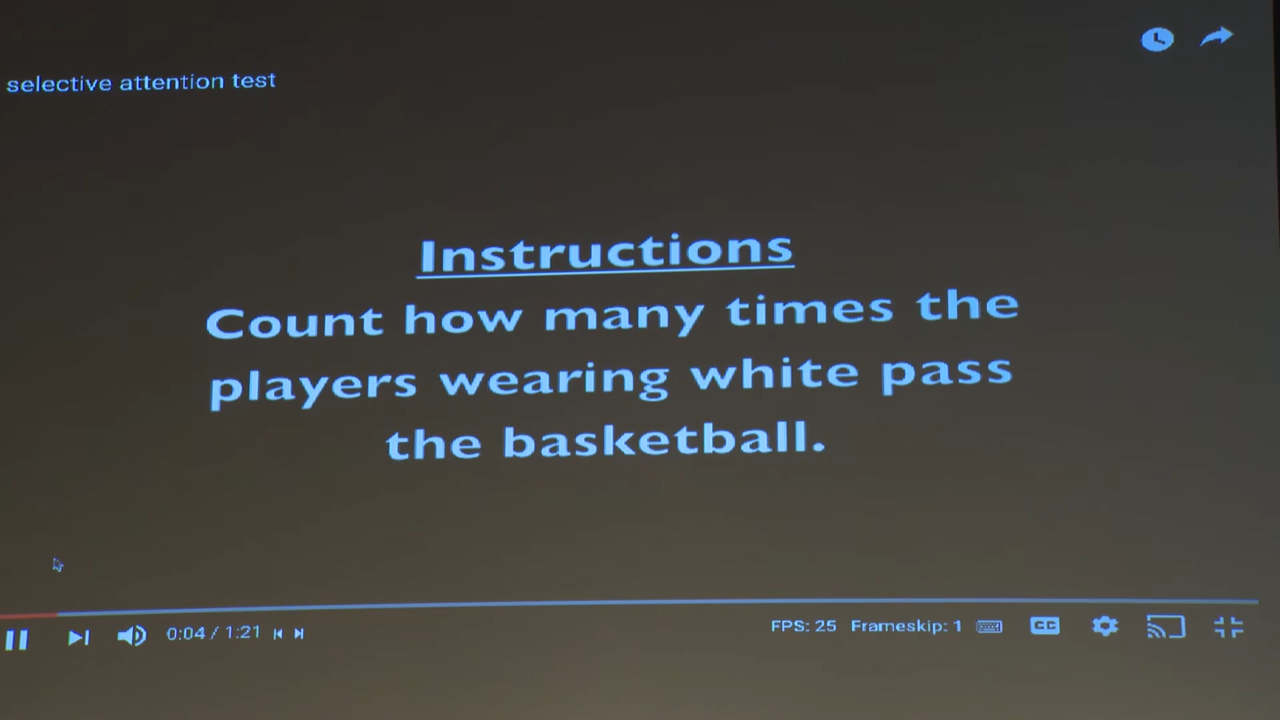 selective attention test
Instructions
Count how many times the
players wearing white pass
the basketball.
0:04 / 1:21
FPS: 25 Frameskip: 1
CC